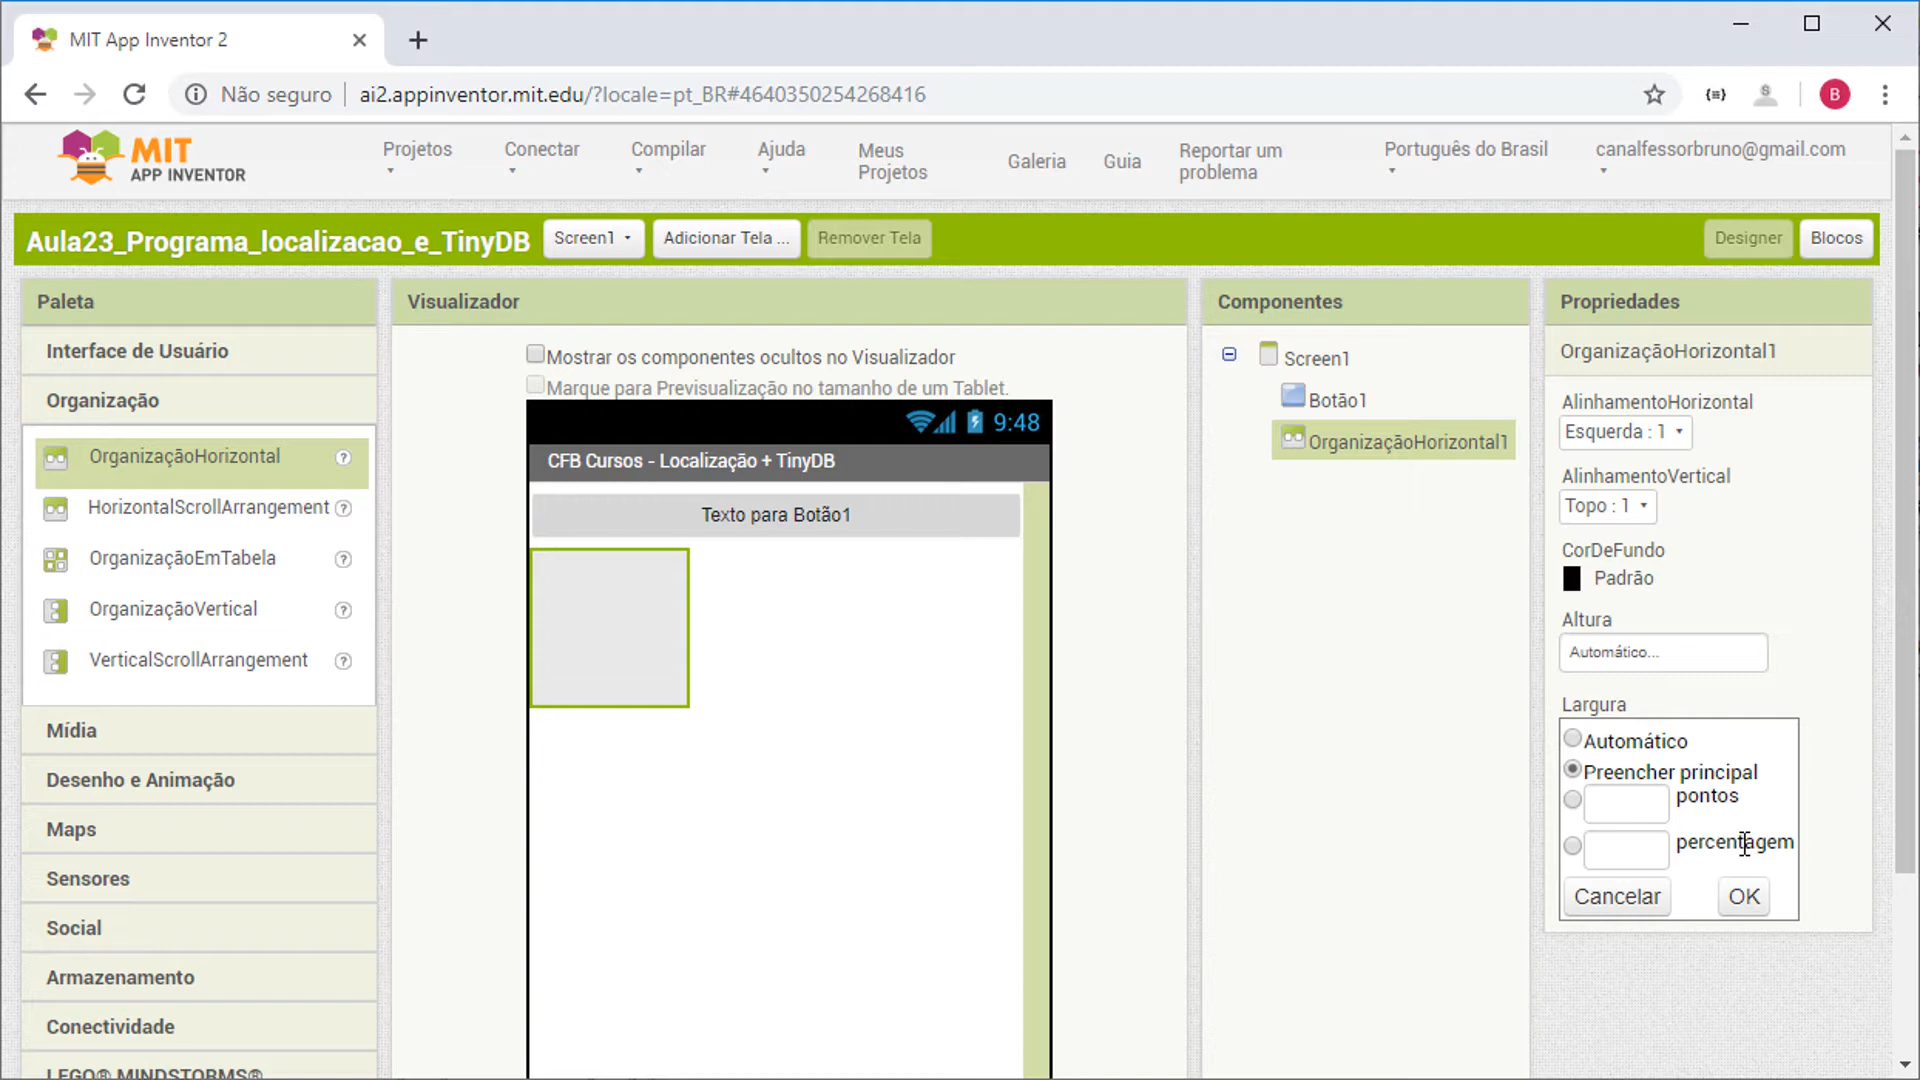 MIT App Inventor 2
Não seguro
ai2.appinventor.mit.edu/?locale=pt_BR#4640350254268416
B
MIT
APP INVENTOR
Projetos
Conectar
Compilar
Ajuda
Meus
Projetos
Galeria
Guia
Reportar um
problema
Português do Brasil
canalfessorbruno@gmail.com
Aula23_Programa_localizacao_e_TinyDB
Screen1
Adicionar Tela ...
Remover Tela
Designer
Blocos
Paleta
Interface de Usuário
Organização
OrganizaçãoHorizontal
HorizontalScrollArrangement
OrganizaçãoEmTabela
OrganizaçãoVertical
VerticalScrollArrangement
Mídia
Desenho e Animação
Maps
Sensores
Social
Armazenamento
Conectividade
LEGO® MINDSTORMS®
Visualizador
Mostrar os componentes ocultos no Visualizador
Marque para Previsualização no tamanho de um Tablet.
9:48
CFB Cursos - Localização + TinyDB
Texto para Botão1
Componentes
Screen1
Botão1
OrganizaçãoHorizontal1
Propriedades
OrganizaçãoHorizontal1
AlinhamentoHorizontal
Esquerda : 1
AlinhamentoVertical
Topo : 1
CorDeFundo
Padrão
Altura
Automático...
Largura
Automático
Preencher principal
pontos
percentagem
Cancelar
OK